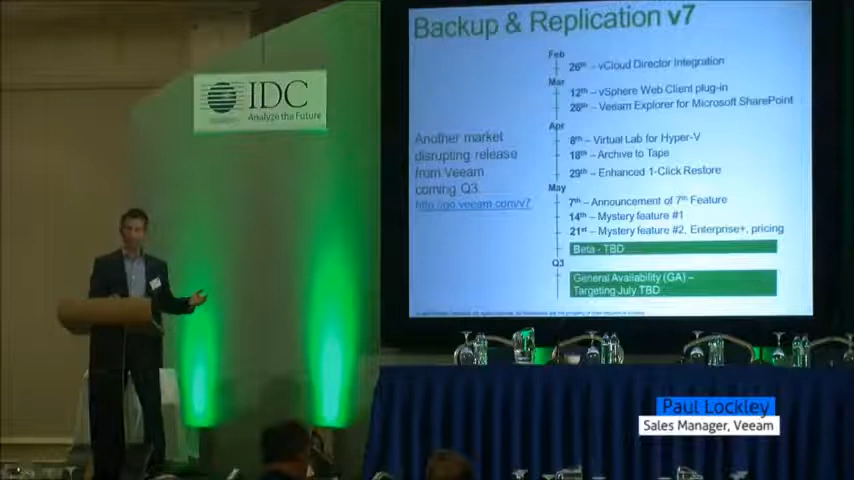 Backup & Replication v7
IDC
Analyze the Future
Another market
disrupting release
from Veeam
coming Q3.
http://go.veeam.com/v7
Feb
26th – vCloud Director Integration
Mar
12th – vSphere Web Client plug-in
26th – Veeam Explorer for Microsoft SharePoint
Apr
8th – Virtual Lab for Hyper-V
18th – Archive to Tape
29th – Enhanced 1-Click Restore
May
7th – Announcement of 7th Feature
14th – Mystery feature #1
21st – Mystery feature #2, Enterprise+, pricing
Beta - TBD
Q3
General Availability (GA) –
Targeting July TBD
Paul Lockley
Sales Manager, Veeam